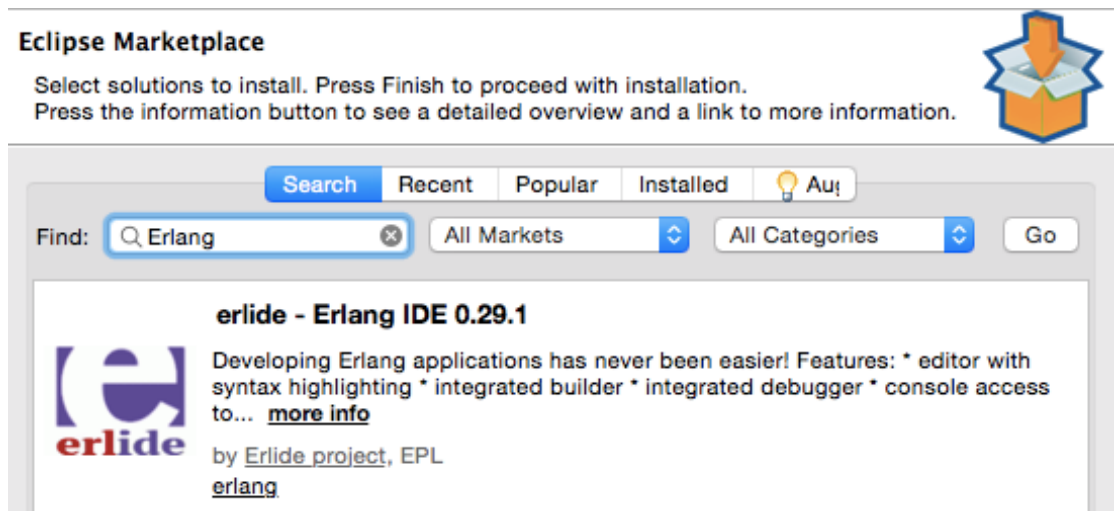 Eclipse Marketplace
Select solutions to install. Press Finish to proceed with installation.
Press the information button to see a detailed overview and a link to more information.
Search Recent Popular Installed Aug
Find: Erlang All Markets All Categories Go
erlide - Erlang IDE 0.29.1
Developing Erlang applications has never been easier! Features: * editor with
syntax highlighting * integrated builder * integrated debugger * console access
to... more info
e
erlide
by Erlide project, EPL
erlang